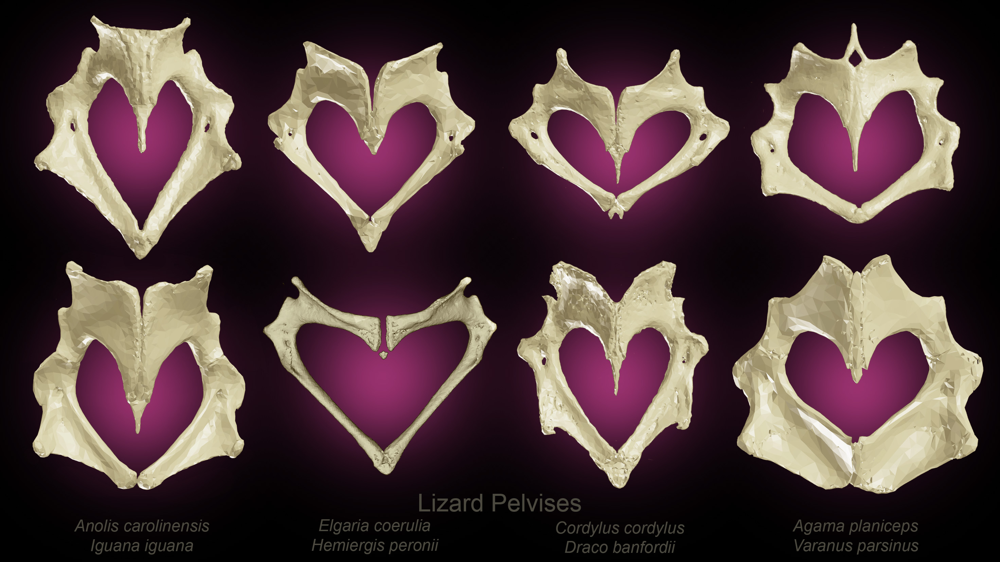 Lizard Pelvises
Anolis carolinensis
Iguana iguana
Elgaria coerulia
Hemiergis peronii
Cordylus cordylus
Draco banfordii
Agama planiceps
Varanus parsinus